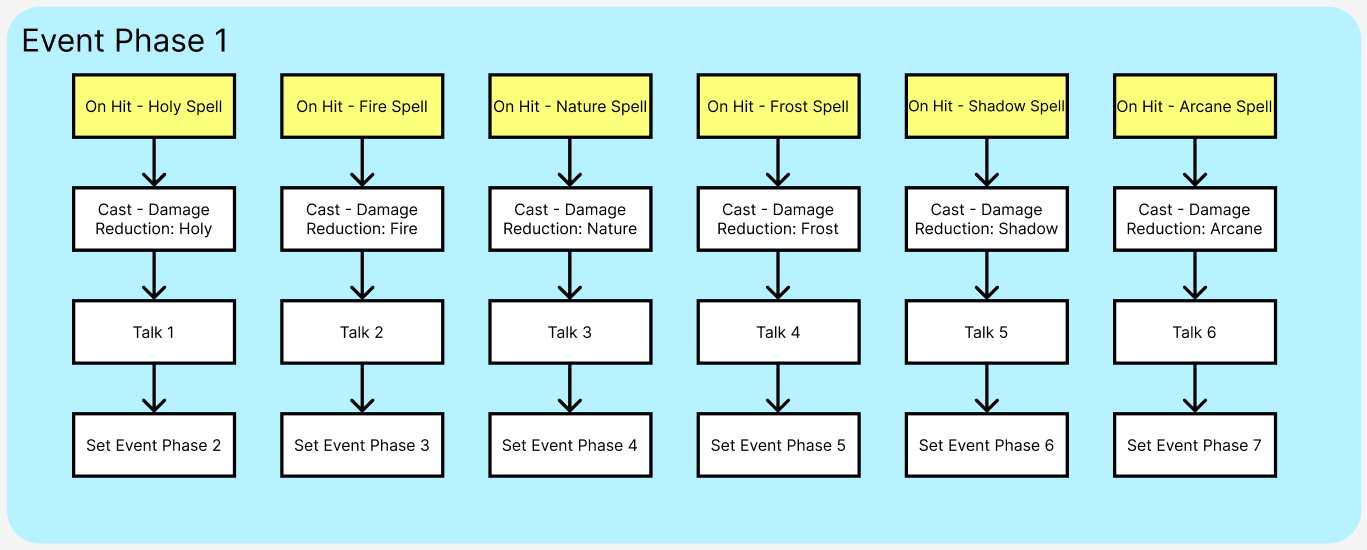 Event Phase 1
On Hit - Holy Spell
On Hit - Fire Spell
On Hit - Nature Spell
On Hit - Frost Spell
On Hit - Shadow Spell
On Hit - Arcane Spell
Cast - Damage
Reduction: Holy
Cast - Damage
Reduction: Fire
Cast - Damage
Reduction: Nature
Cast - Damage
Reduction: Frost
Cast - Damage
Reduction: Shadow
Cast - Damage
Reduction: Arcane
Talk 1
Talk 2
Talk 3
Talk 4
Talk 5
Talk 6
Set Event Phase 2
Set Event Phase 3
Set Event Phase 4
Set Event Phase 5
Set Event Phase 6
Set Event Phase 7